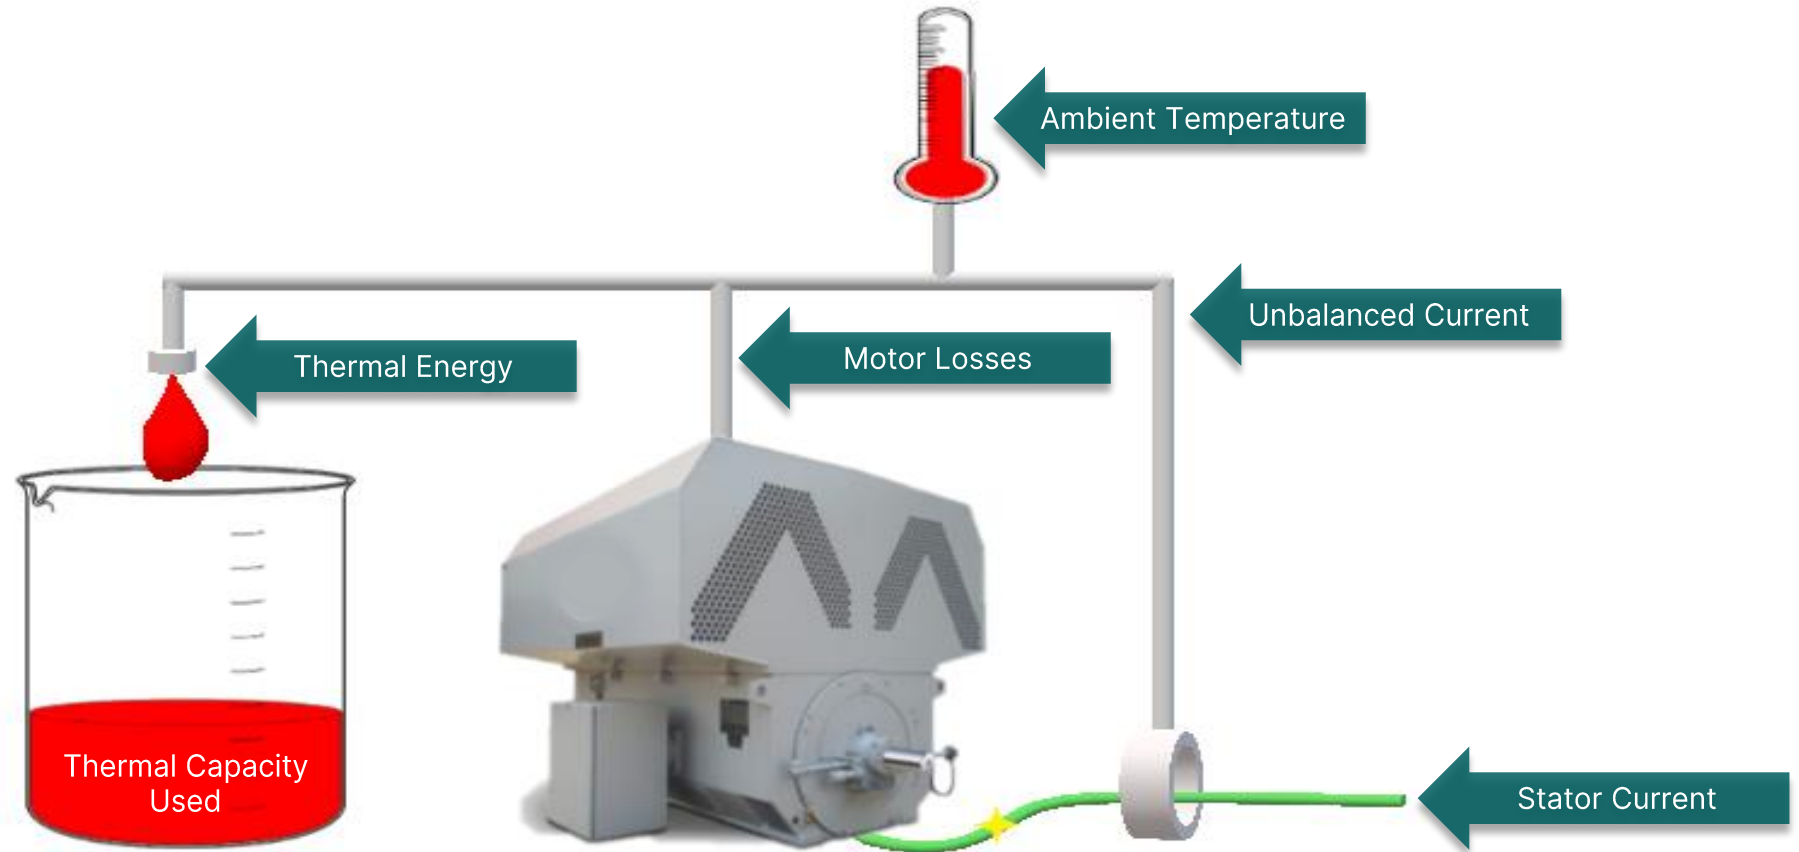 Ambient Temperature
Unbalanced Current
Motor Losses
Thermal Energy
Thermal Capacity
Used
Stator Current